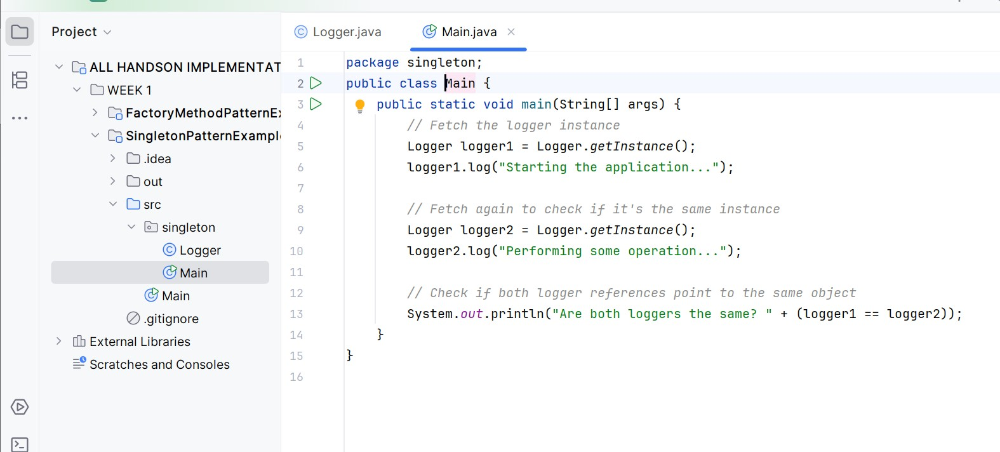 Project
ALL HANDSON IMPLEMENTAT
WEEK 1
FactoryMethodPatternEx
SingletonPatternExampl
.idea
out
src
singleton
Logger
Main
Main
.gitignore
External Libraries
Scratches and Consoles
Logger.java
Main.java
1 package singleton;
2 public class Main {
3 public static void main(String[] args) {
4 // Fetch the logger instance
5 Logger logger1 = Logger.getInstance();
6 logger1.log("Starting the application...");
7
8 // Fetch again to check if it's the same instance
9 Logger logger2 = Logger.getInstance();
10 logger2.log("Performing some operation...");
11
12 // Check if both logger references point to the same object
13 System.out.println("Are both loggers the same? " + (logger1 == logger2));
14 }
15 }
16